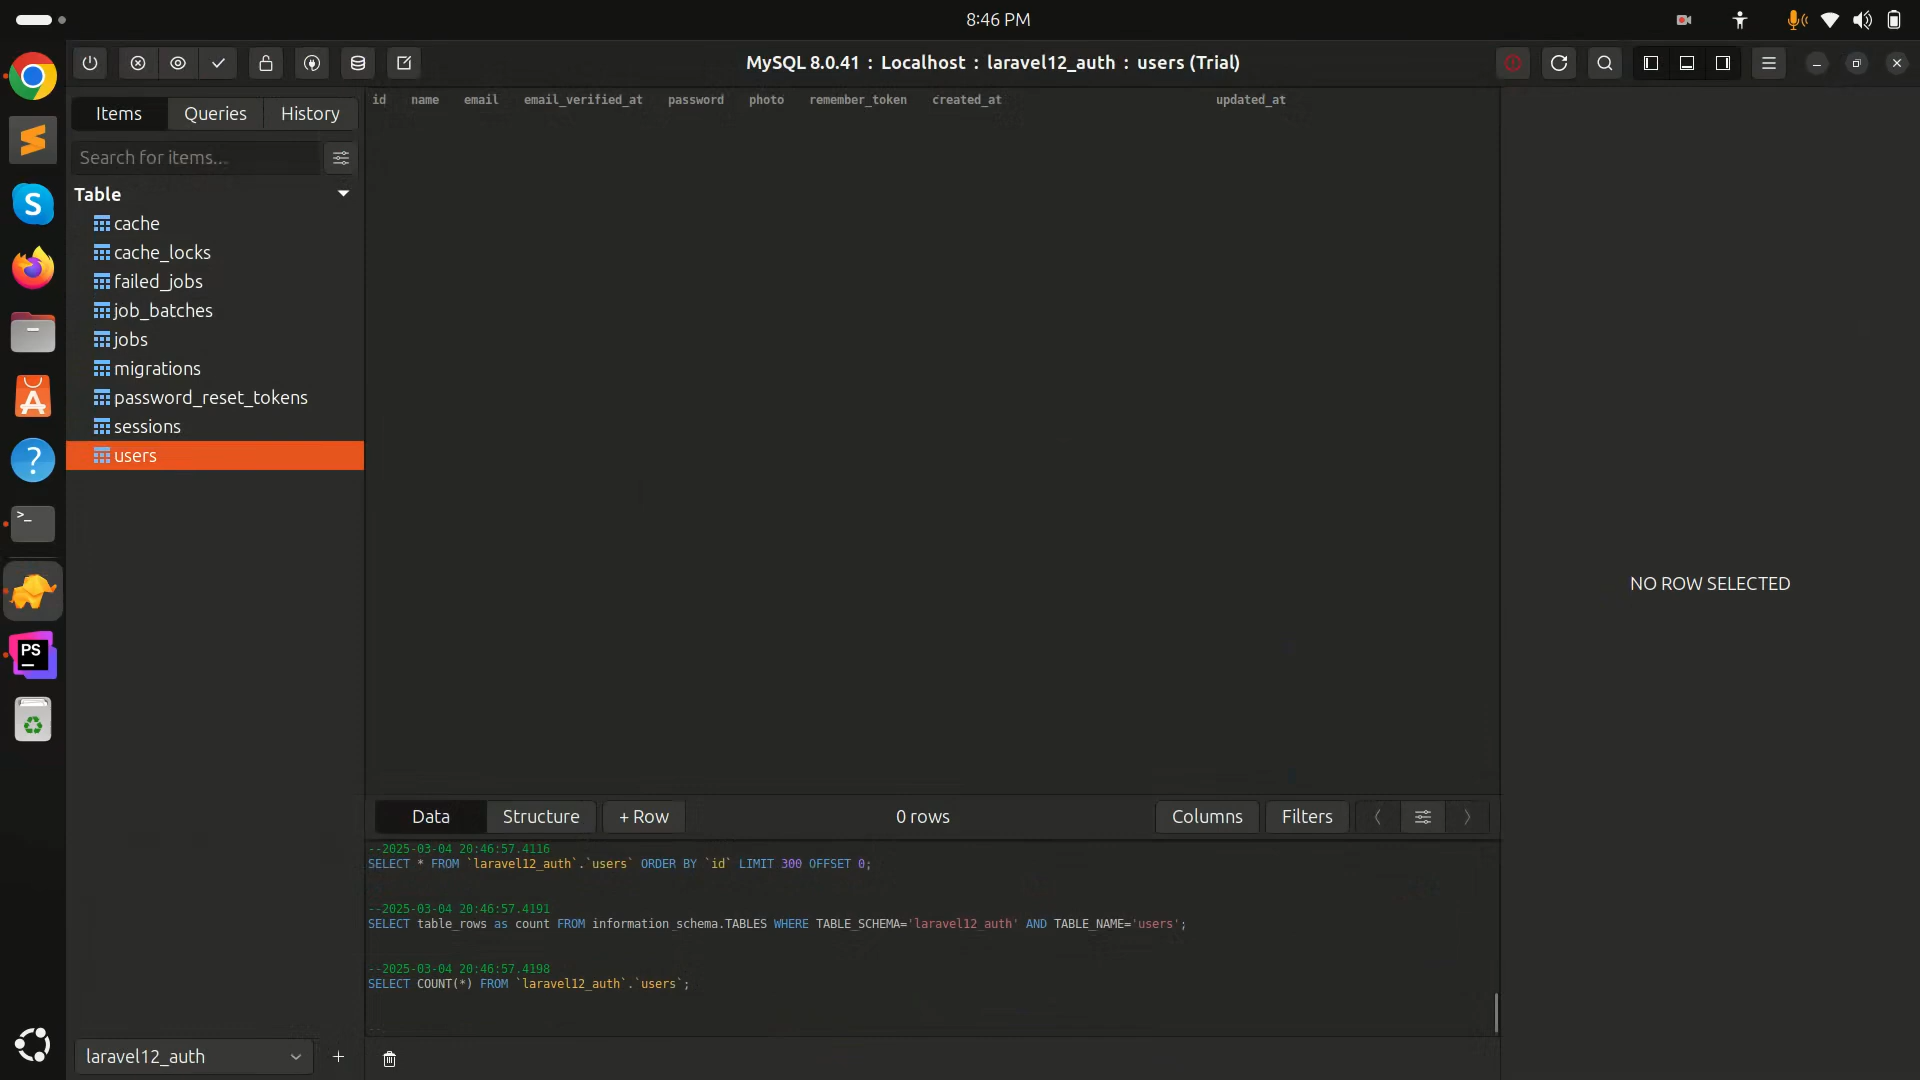 8:46 PM
MySQL 8.0.41 : Localhost : laravel12_auth : users (Trial)
Items
Queries
History
id name email email_verified_at password photo remember_token created_at updated_at
Search for items...
Table
cache
cache_locks
failed_jobs
job_batches
jobs
migrations
password_reset_tokens
sessions
users
NO ROW SELECTED
PS
Data
Structure
+ Row
0 rows
Columns
Filters
--2025-03-04 20:46:57.4116
SELECT * FROM `laravel12_auth`.`users` ORDER BY `id` LIMIT 300 OFFSET 0;
--2025-03-04 20:46:57.4191
SELECT table_rows as count FROM information_schema.TABLES WHERE TABLE_SCHEMA='laravel12_auth' AND TABLE_NAME='users';
--2025-03-04 20:46:57.4198
SELECT COUNT(*) FROM `laravel12_auth`.`users`;
--
laravel12_auth